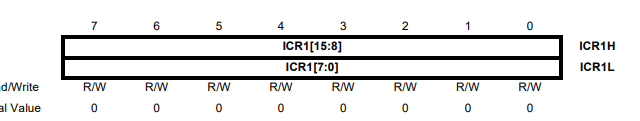 7 6 5 4 3 2 1 0
ICR1[15:8] ICR1H
ICR1[7:0] ICR1L
d/Write R/W R/W R/W R/W R/W R/W R/W R/W
al Value 0 0 0 0 0 0 0 0